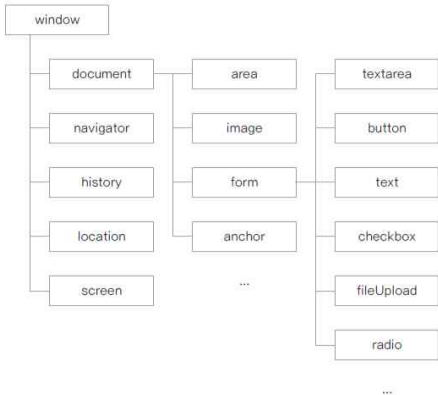 window
document
area
textarea
navigator
image
button
history
form
text
location
anchor
checkbox
screen
...
fileUpload
radio
...